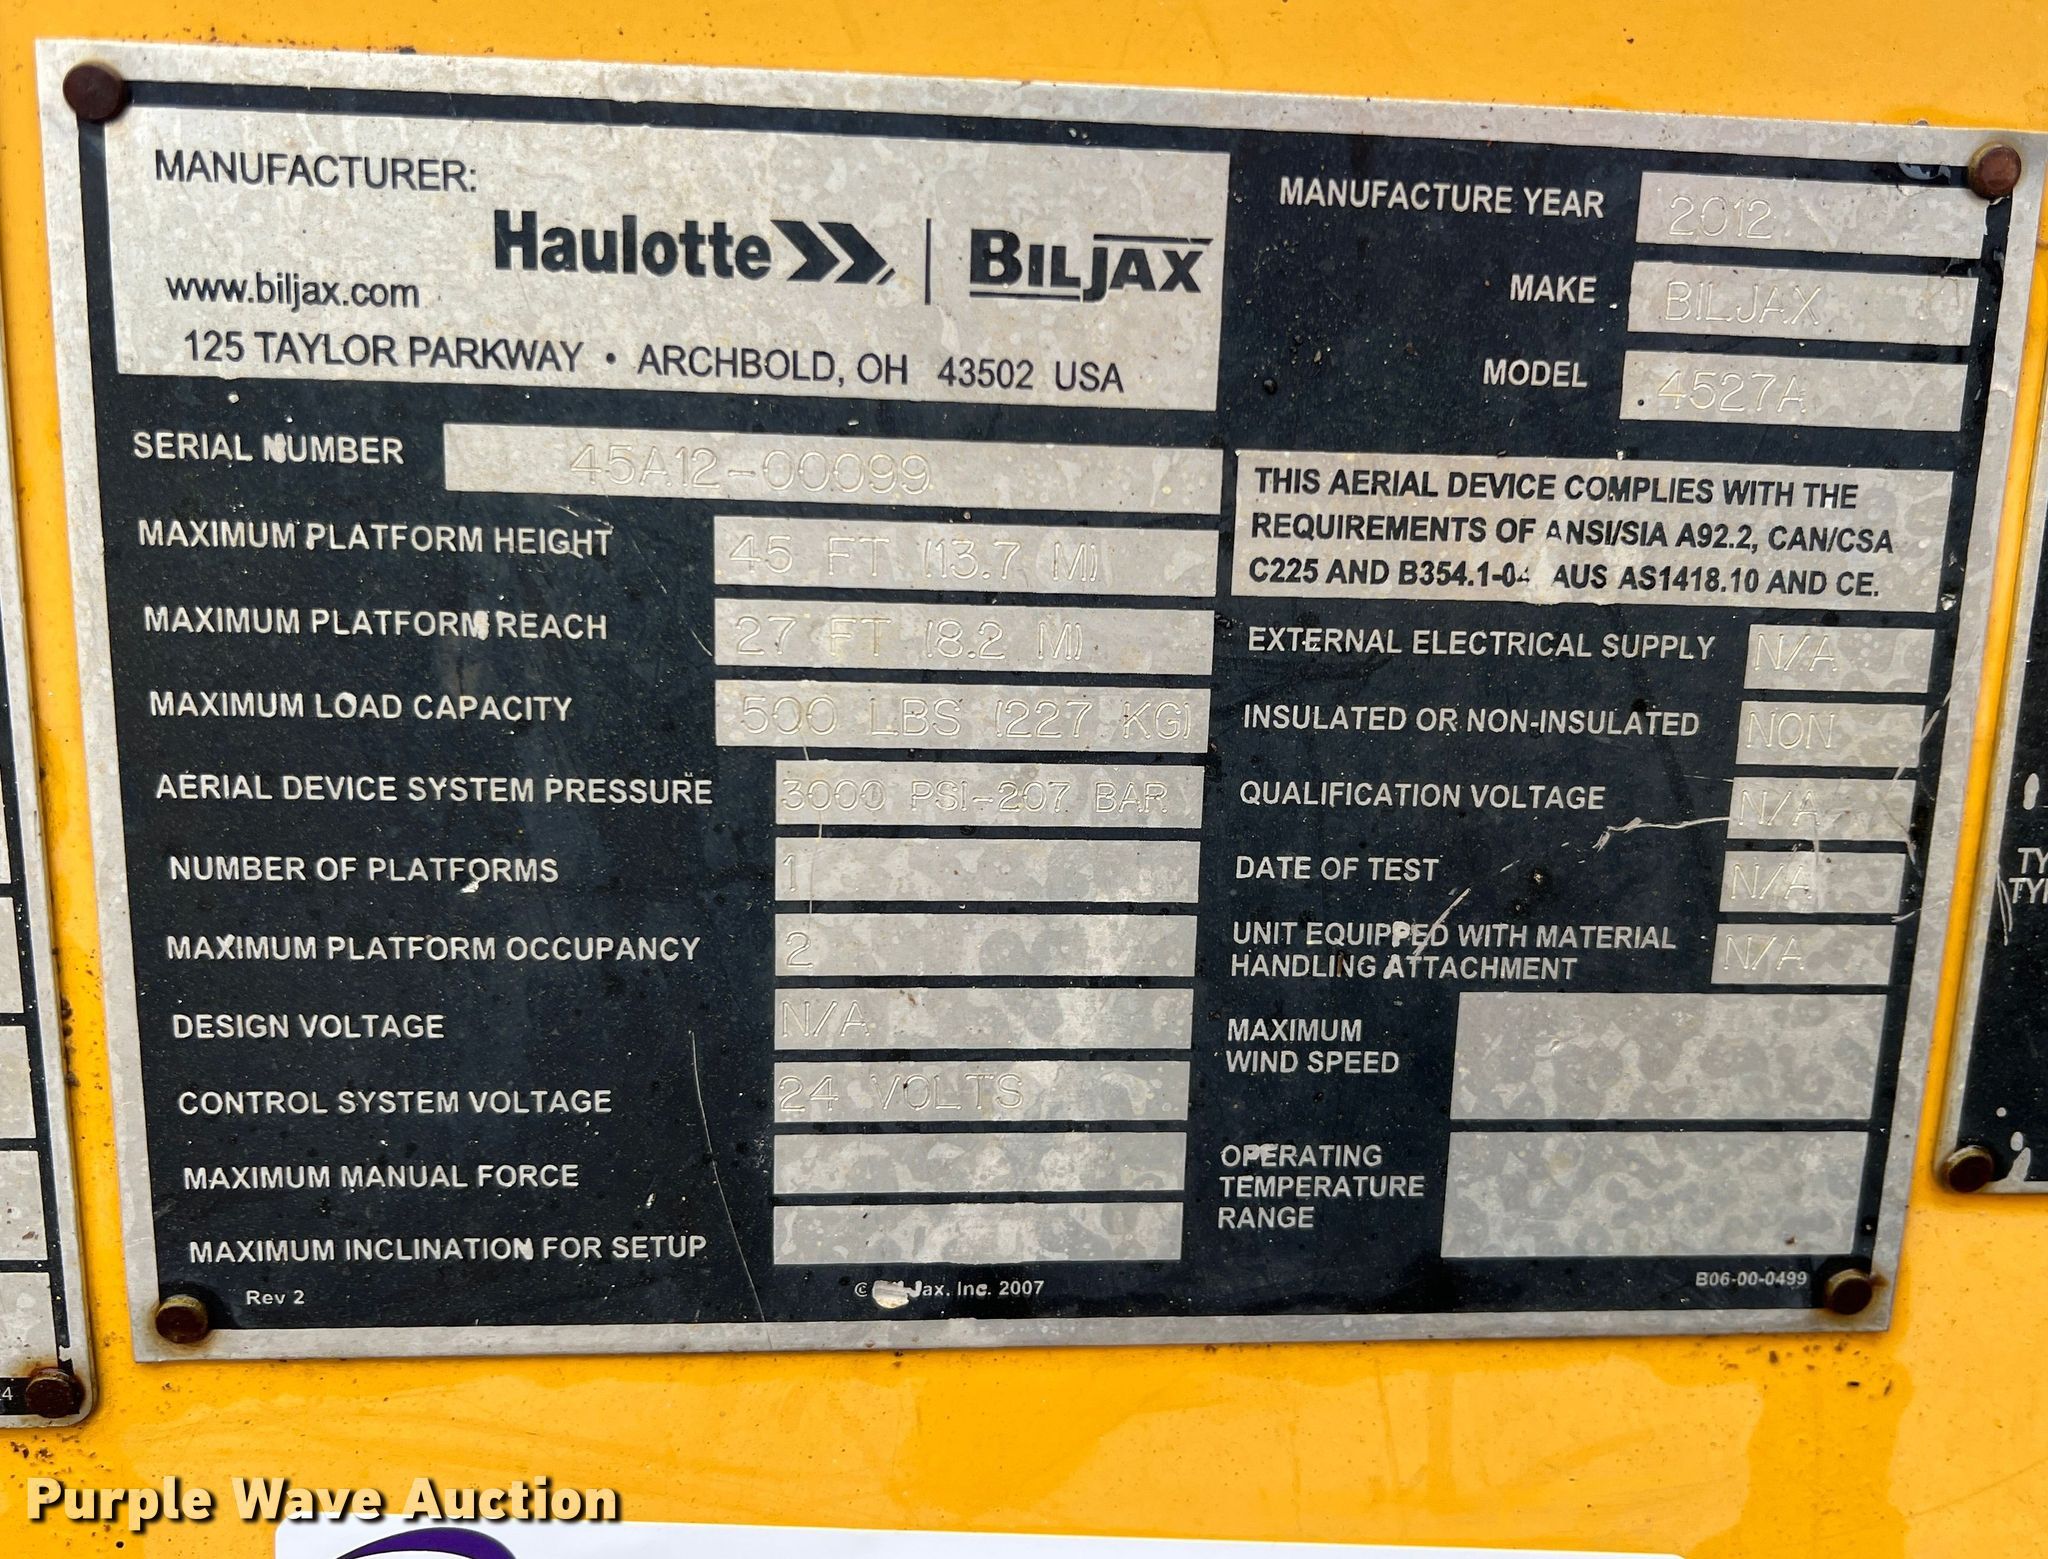 MANUFACTURER:
Haulotte | BILJAX
www.biljax.com
125 TAYLOR PARKWAY • ARCHBOLD, OH 43502 USA
SERIAL NUMBER 45A12-00099
MAXIMUM PLATFORM HEIGHT 45 FT (13.7 M)
MAXIMUM PLATFORM REACH 27 FT (8.2 M)
MAXIMUM LOAD CAPACITY 500 LBS (227 KG)
AERIAL DEVICE SYSTEM PRESSURE 3000 PSI-207 BAR
NUMBER OF PLATFORMS 1
MAXIMUM PLATFORM OCCUPANCY 2
DESIGN VOLTAGE N/A
CONTROL SYSTEM VOLTAGE 24 VOLTS
MAXIMUM MANUAL FORCE
MAXIMUM INCLINATION FOR SETUP
Rev 2
MANUFACTURE YEAR 2012
MAKE BILJAX
MODEL 4527A
THIS AERIAL DEVICE COMPLIES WITH THE
REQUIREMENTS OF ANSI/SIA A92.2, CAN/CSA
C225 AND B354.1-04 AUS AS1418.10 AND CE.
EXTERNAL ELECTRICAL SUPPLY N/A
INSULATED OR NON-INSULATED NON
QUALIFICATION VOLTAGE N/A
DATE OF TEST N/A
UNIT EQUIPPED WITH MATERIAL
HANDLING ATTACHMENT N/A
MAXIMUM
WIND SPEED
OPERATING
TEMPERATURE
RANGE
© Bil-Jax, Inc. 2007
B06-00-0499
Purple Wave Auction